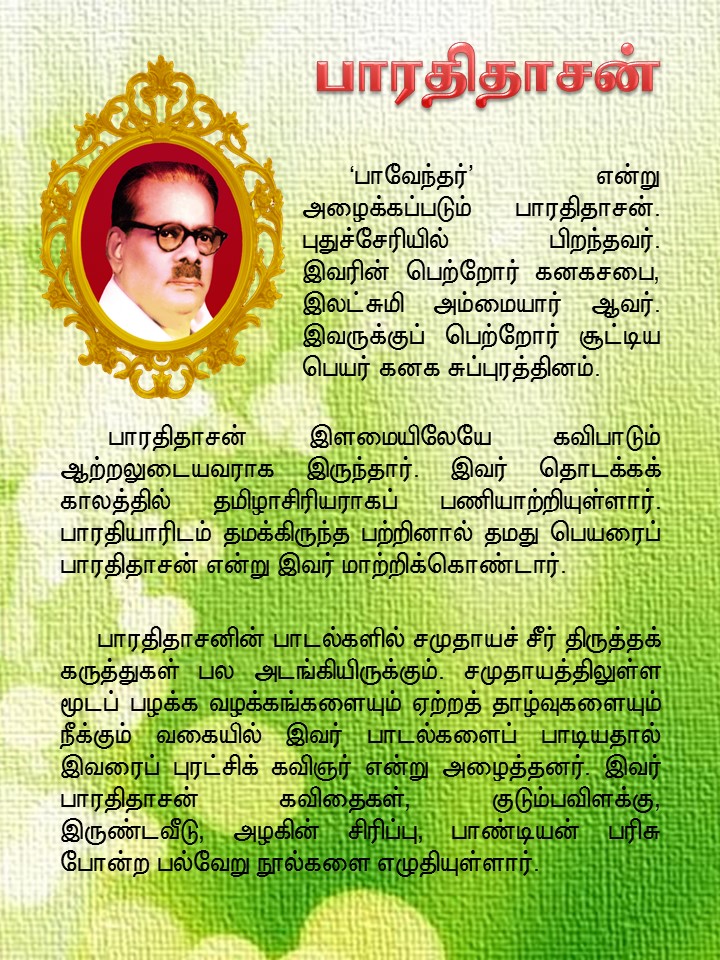 பாரதிதாசன்
‘பாவேந்தர்’ என்று
அழைக்கப்படும் பாரதிதாசன்.
புதுச்சேரியில் பிறந்தவர்.
இவரின் பெற்றோர் கனகசபை,
இலட்சுமி அம்மையார் ஆவர்.
இவருக்குப் பெற்றோர் சூட்டிய
பெயர் கனக சுப்புரத்தினம்.
பாரதிதாசன் இளமையிலேயே கவிபாடும்
ஆற்றலுடையவராக இருந்தார். இவர் தொடக்கக்
காலத்தில் தமிழாசிரியராகப் பணியாற்றியுள்ளார்.
பாரதியாரிடம் தமக்கிருந்த பற்றினால் தமது பெயரைப்
பாரதிதாசன் என்று இவர் மாற்றிக்கொண்டார்.
பாரதிதாசனின் பாடல்களில் சமுதாயச் சீர் திருத்தக்
கருத்துகள் பல அடங்கியிருக்கும். சமுதாயத்திலுள்ள
மூடப் பழக்க வழக்கங்களையும் ஏற்றத் தாழ்வுகளையும்
நீக்கும் வகையில் இவர் பாடல்களைப் பாடியதால்
இவரைப் புரட்சிக் கவிஞர் என்று அழைத்தனர். இவர்
பாரதிதாசன் கவிதைகள், குடும்பவிளக்கு,
இருண்டவீடு, அழகின் சிரிப்பு, பாண்டியன் பரிசு
போன்ற பல்வேறு நூல்களை எழுதியுள்ளார்.